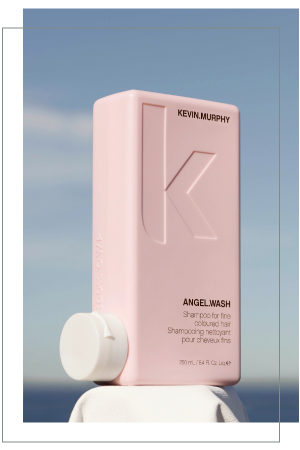 KEVIN.MURPHY
ANGEL.WASH
Shampoo for fine
coloured hair
Shampooing nettoyant
pour cheveux fins